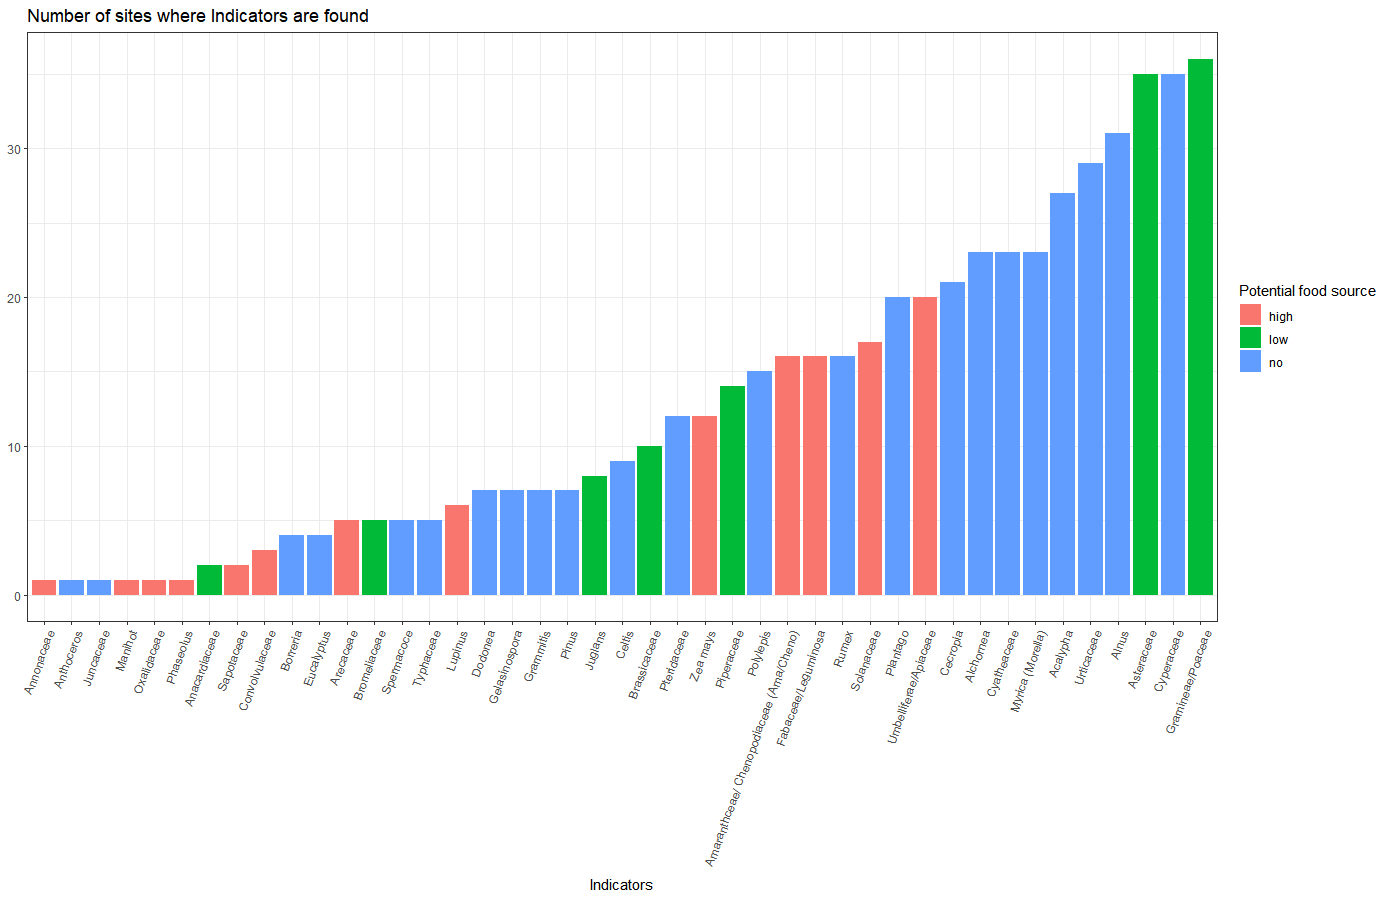 Number of sites where Indicators are found
30
20
10
0
Annonaceae
Anthoceros
Juncaceae
Manihot
Oxalidaceae
Phaseolus
Anacardiaceae
Sapotaceae
Convolvulaceae
Borreria
Eucalyptus
Arecaceae
Bromeliaceae
Spermacoce
Typhaceae
Lupinus
Dodonea
Gelasinospora
Grammitis
Pinus
Juglans
Celtis
Brassicaceae
Pteridaceae
Zea mays
Piperaceae
Polylepis
Amaranthceae/ Chenopodiaceae (Ama/Cheno)
Fabaceae/Leguminosa
Rumex
Solanaceae
Plantago
Umbelliferae/Apiaceae
Cecropia
Alchornea
Cyatheaceae
Myrica (Morella)
Acalypha
Urticaceae
Alnus
Asteraceae
Cyperaceae
Gramineae/Poaceae
Indicators
Potential food source
high
low
no